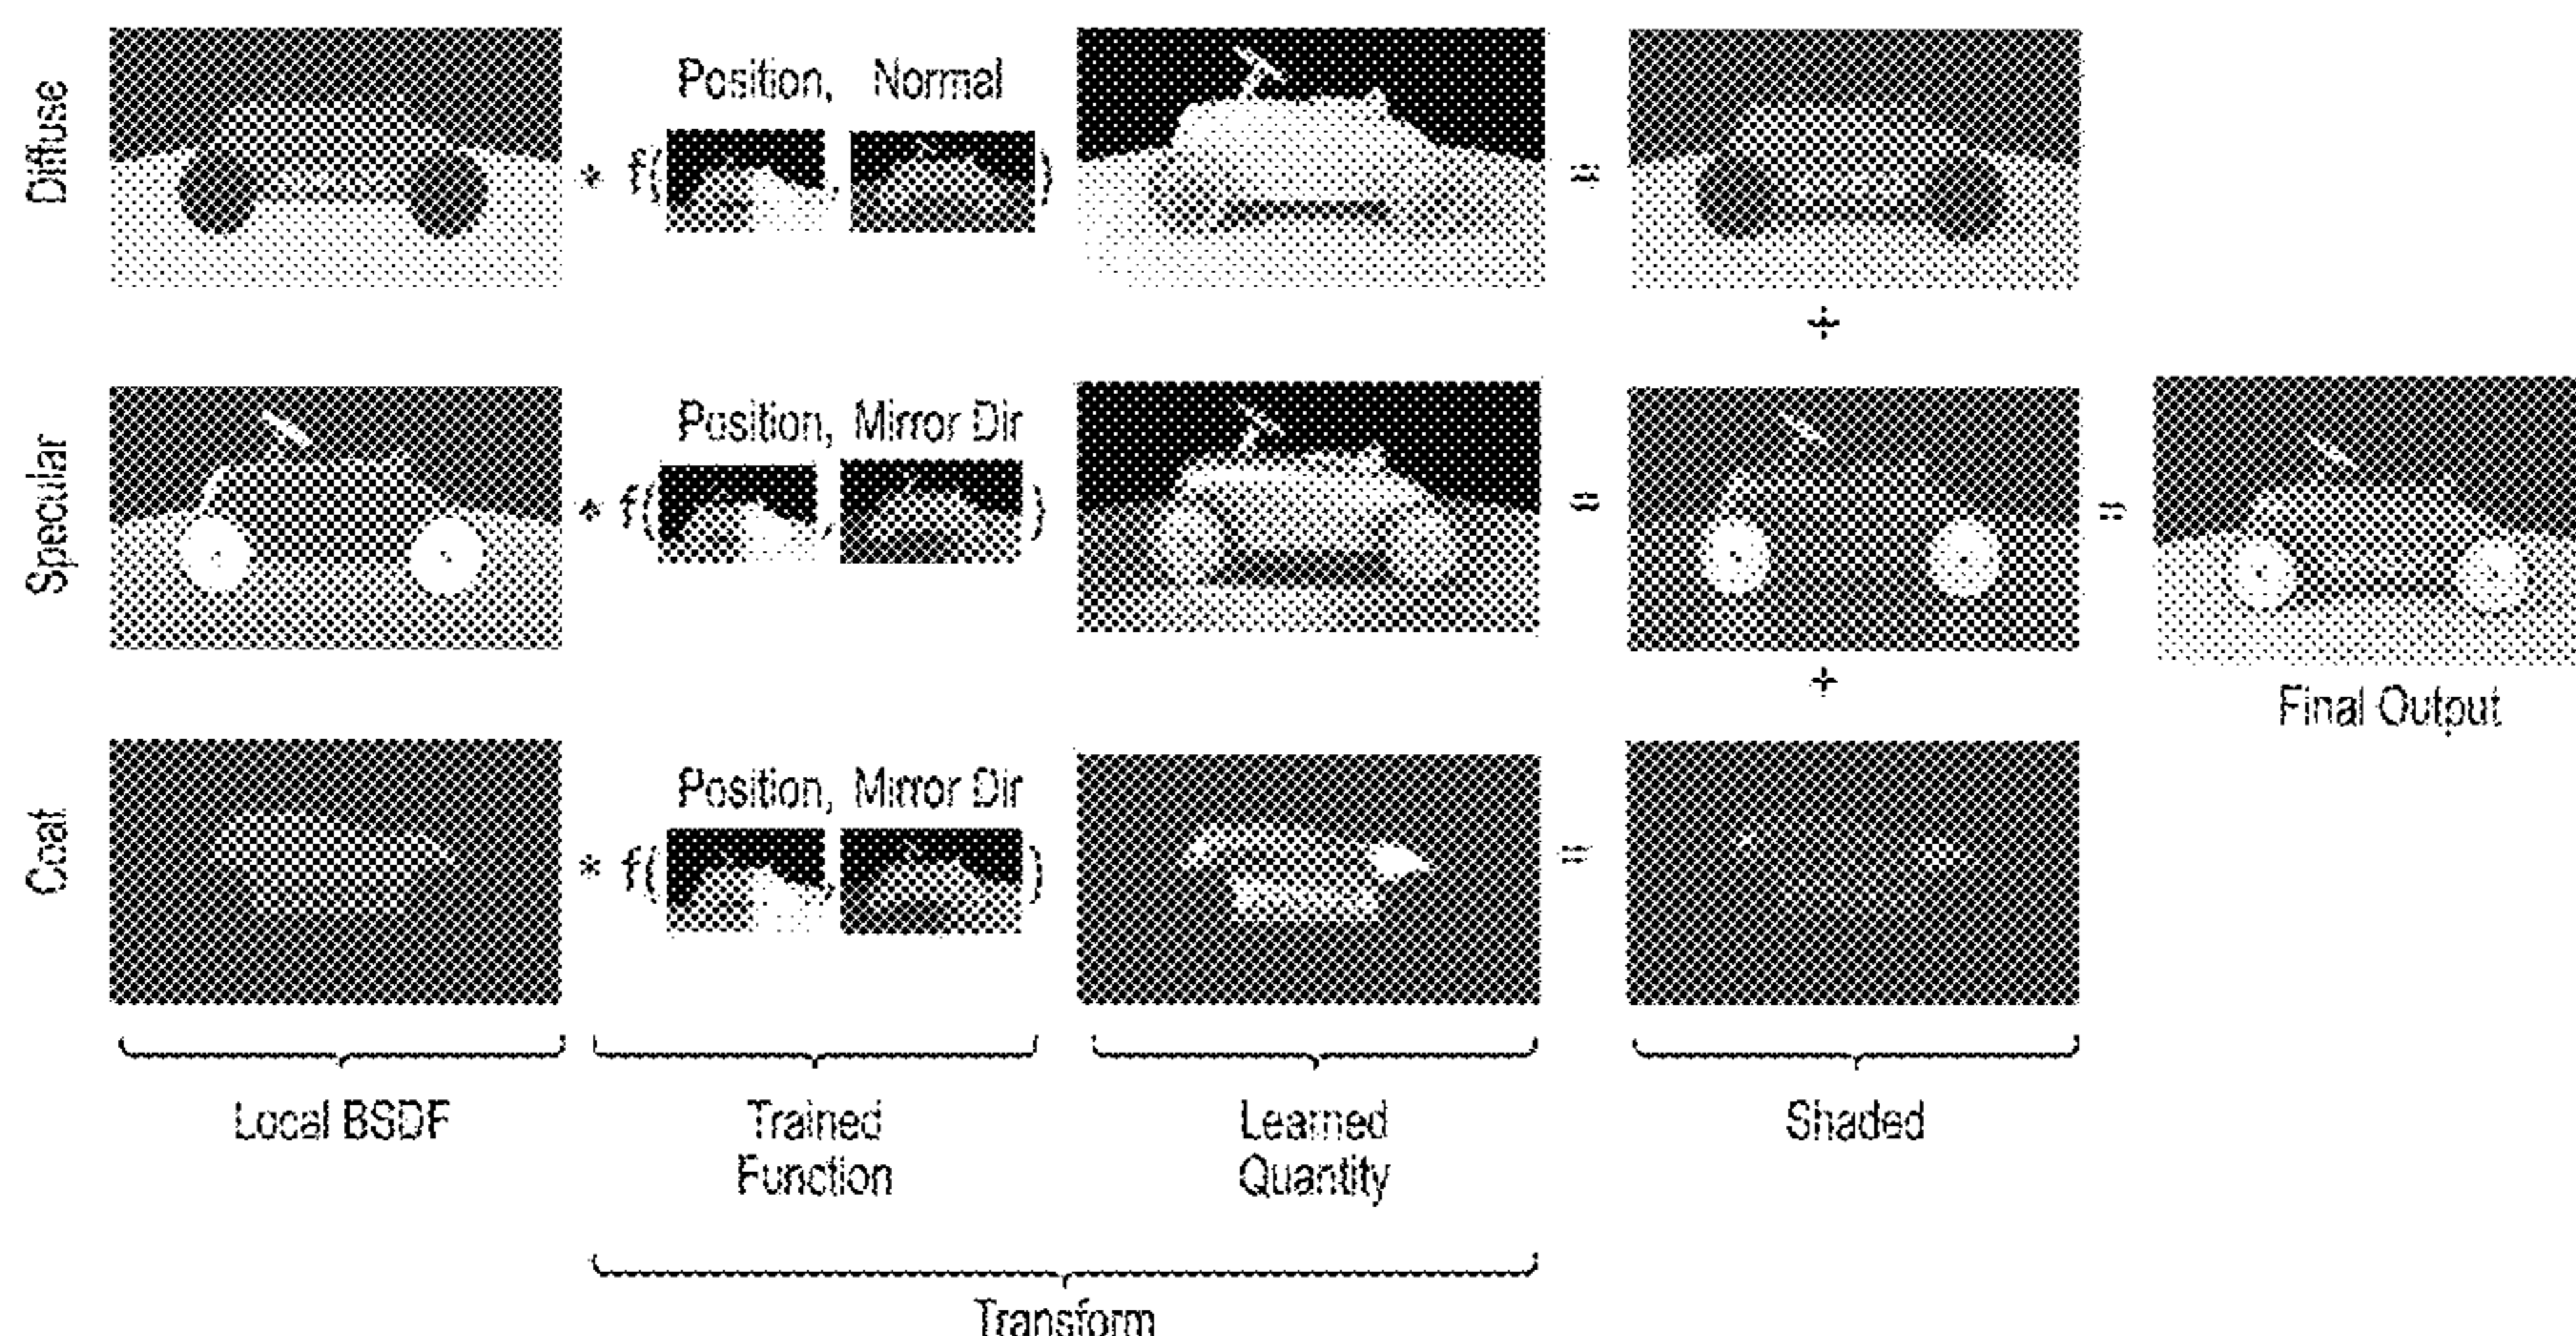 Diffuse
Position, Normal
* f( , ) =
+
Specular
Position, Mirror Dir
* f( , ) = =
Final Output
+
Coat
Position, Mirror Dir
* f( , ) =
Local BSDF
Trained
Function
Learned
Quantity
Shaded
Transform